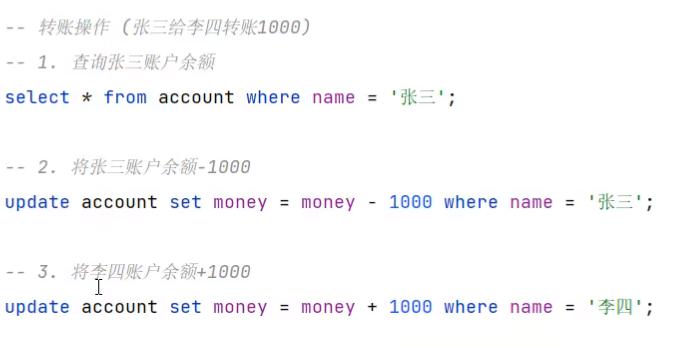 -- 转账操作 (张三给李四转账1000)
-- 1. 查询张三账户余额
select * from account where name = '张三';
-- 2. 将张三账户余额-1000
update account set money = money - 1000 where name = '张三';
-- 3. 将李四账户余额+1000
update account set money = money + 1000 where name = '李四';